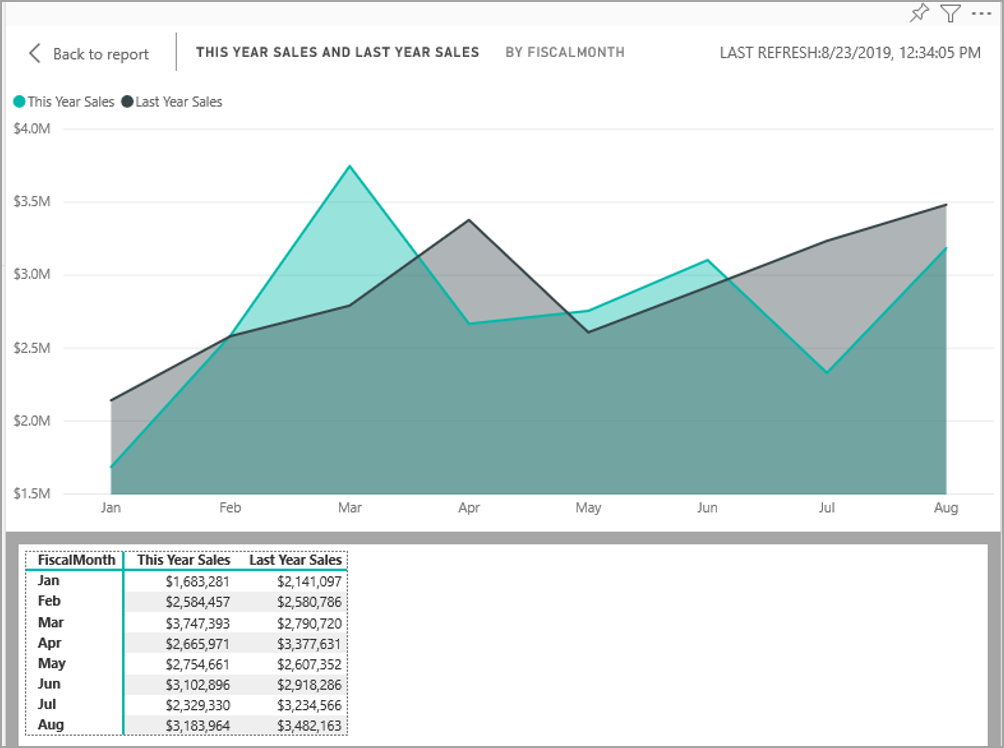 Back to report THIS YEAR SALES AND LAST YEAR SALES BY FISCALMONTH LAST REFRESH:8/23/2019, 12:34:05 PM
This Year Sales Last Year Sales
$4.0M
$3.5M
$3.0M
$2.5M
$2.0M
$1.5M
Jan Feb Mar Apr May Jun Jul Aug
FiscalMonth This Year Sales Last Year Sales
Jan $1,683,281 $2,141,097
Feb $2,584,457 $2,580,786
Mar $3,747,393 $2,790,720
Apr $2,665,971 $3,377,631
May $2,754,661 $2,607,352
Jun $3,102,896 $2,918,286
Jul $2,329,330 $3,234,566
Aug $3,183,964 $3,482,163